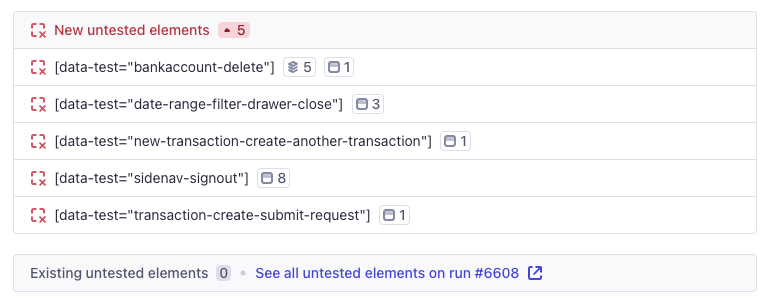 New untested elements 5
[data-test="bankaccount-delete"] 5 1
[data-test="date-range-filter-drawer-close"] 3
[data-test="new-transaction-create-another-transaction"] 1
[data-test="sidenav-signout"] 8
[data-test="transaction-create-submit-request"] 1
Existing untested elements 0 • See all untested elements on run #6608